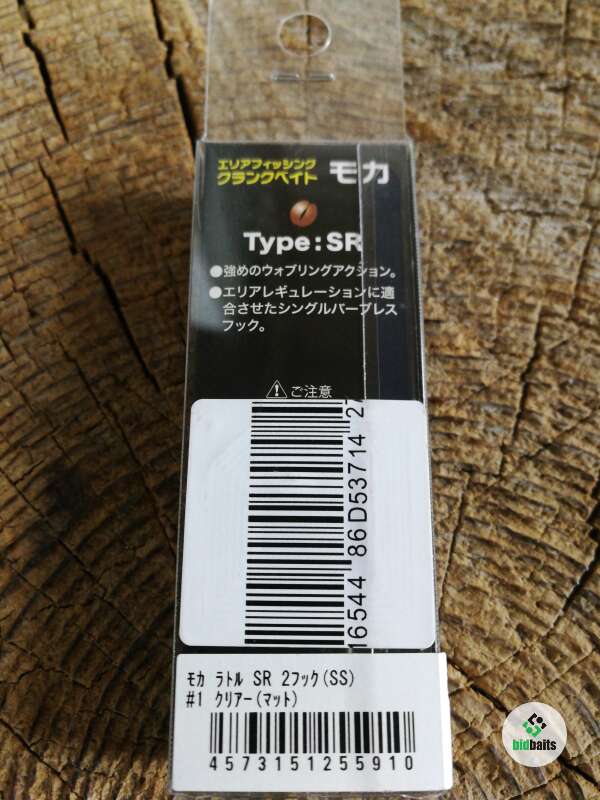 エリアフィッシング
クランクベイト モカ
Type:SR
●強めのウォブリングアクション。
●エリアレギュレーションに適
合させたシングルバーブレス
フック。
ご注意
16544 86D53714 27
ﾓｶ ﾗﾄﾙ SR 2ﾌｯｸ(SS)
#1 ｸﾘｱｰ(ﾏｯﾄ)
4573151255910
bidbaits